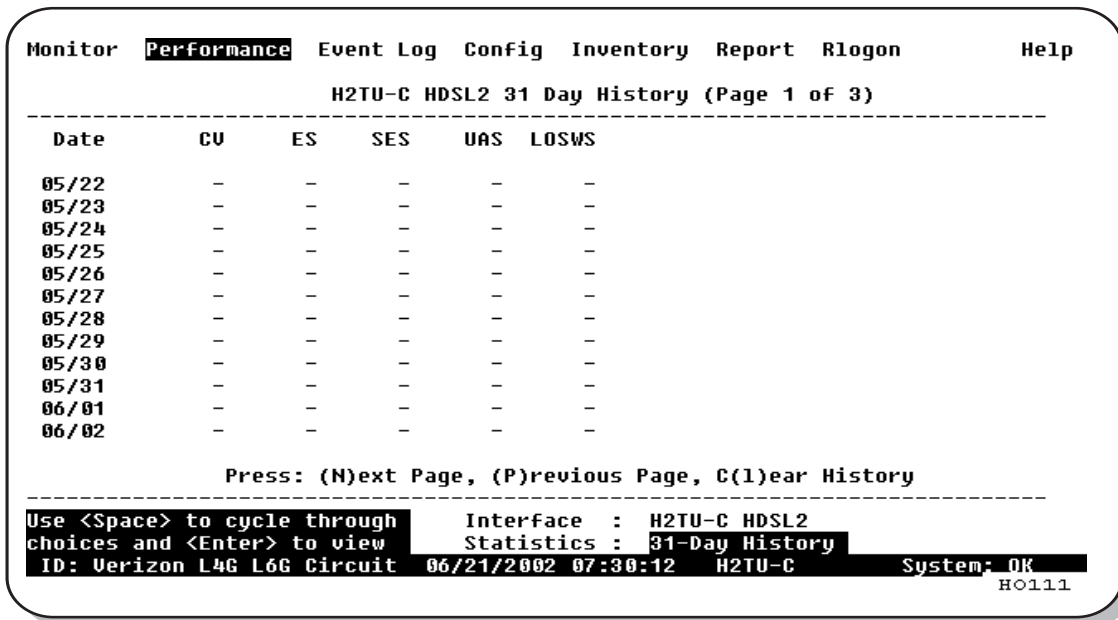 Monitor Performance Event Log Config Inventory Report Rlogon Help
H2TU-C HDSL2 31 Day History (Page 1 of 3)
--------------------------------------------------------------------------------
Date CV ES SES UAS LOSWS
05/22 - - - - -
05/23 - - - - -
05/24 - - - - -
05/25 - - - - -
05/26 - - - - -
05/27 - - - - -
05/28 - - - - -
05/29 - - - - -
05/30 - - - - -
05/31 - - - - -
06/01 - - - - -
06/02 - - - - -
Press: (N)ext Page, (P)revious Page, C(l)ear History
--------------------------------------------------------------------------------
Use <Space> to cycle through Interface : H2TU-C HDSL2
choices and <Enter> to view Statistics : 31-Day History
ID: Verizon L4G L6G Circuit 06/21/2002 07:30:12 H2TU-C System: OK
HO111